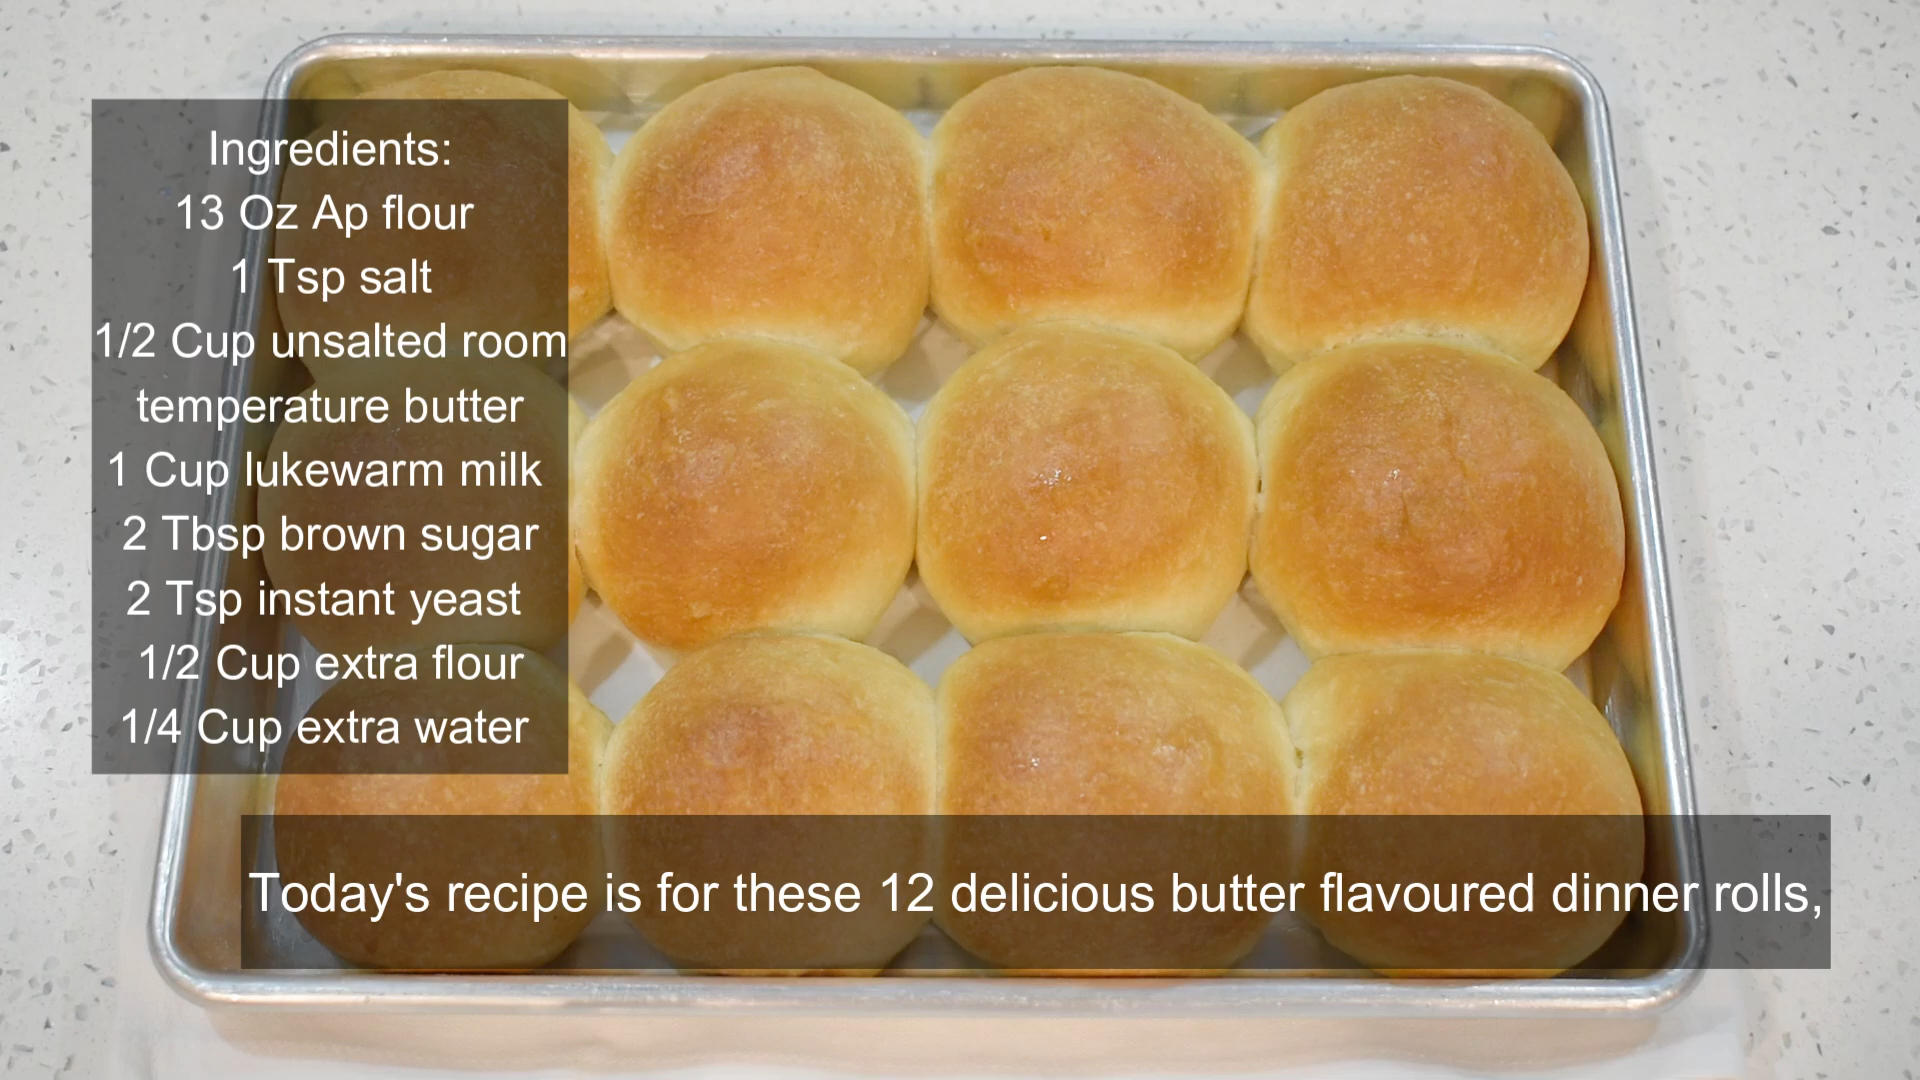 Ingredients:
13 Oz Ap flour
1 Tsp salt
1/2 Cup unsalted room
temperature butter
1 Cup lukewarm milk
2 Tbsp brown sugar
2 Tsp instant yeast
1/2 Cup extra flour
1/4 Cup extra water
Today's recipe is for these 12 delicious butter flavoured dinner rolls,